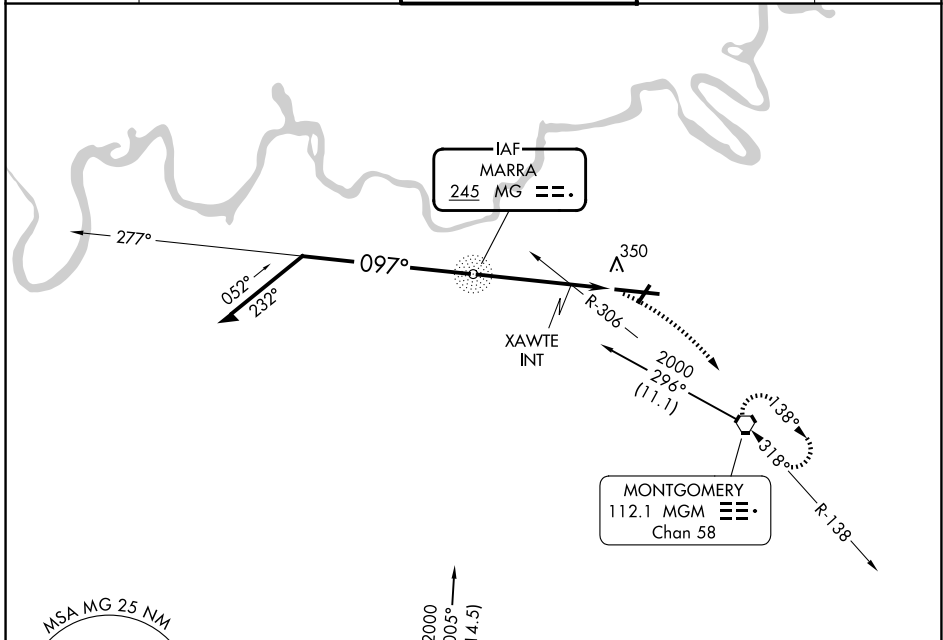 IAF
MARRA
245 MG
350
277°
097°
052°
232°
R-306
XAWTE
INT
2000
296°
(11.1)
138°
318°
MONTGOMERY
112.1 MGM
Chan 58
R-138
MSA MG 25 NM
2000
005°
14.5)